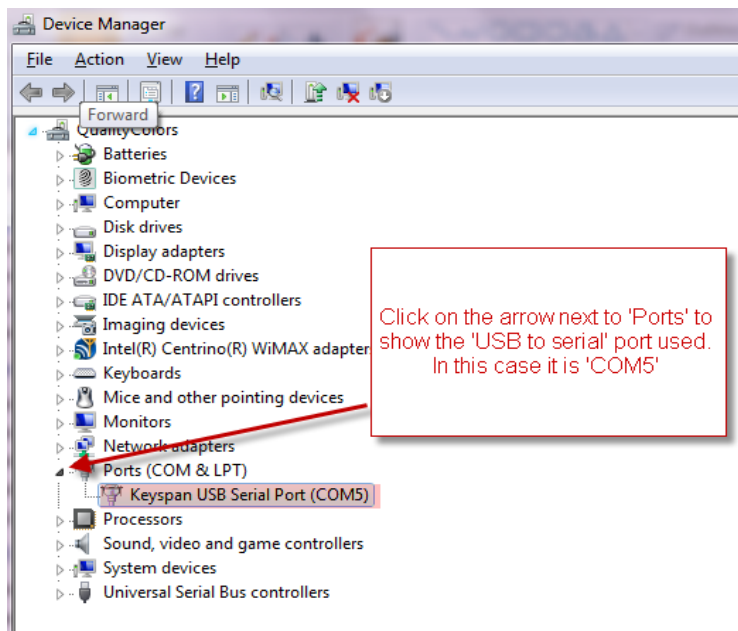 Device Manager
File Action View Help
Forward
QualityColors
Batteries
Biometric Devices
Computer
Disk drives
Display adapters
DVD/CD-ROM drives
IDE ATA/ATAPI controllers
Imaging devices
Intel(R) Centrino(R) WiMAX adapter
Keyboards
Mice and other pointing devices
Monitors
Network adapters
Ports (COM & LPT)
Keyspan USB Serial Port (COM5)
Processors
Sound, video and game controllers
System devices
Universal Serial Bus controllers
Click on the arrow next to 'Ports' to
show the 'USB to serial' port used.
In this case it is 'COM5'